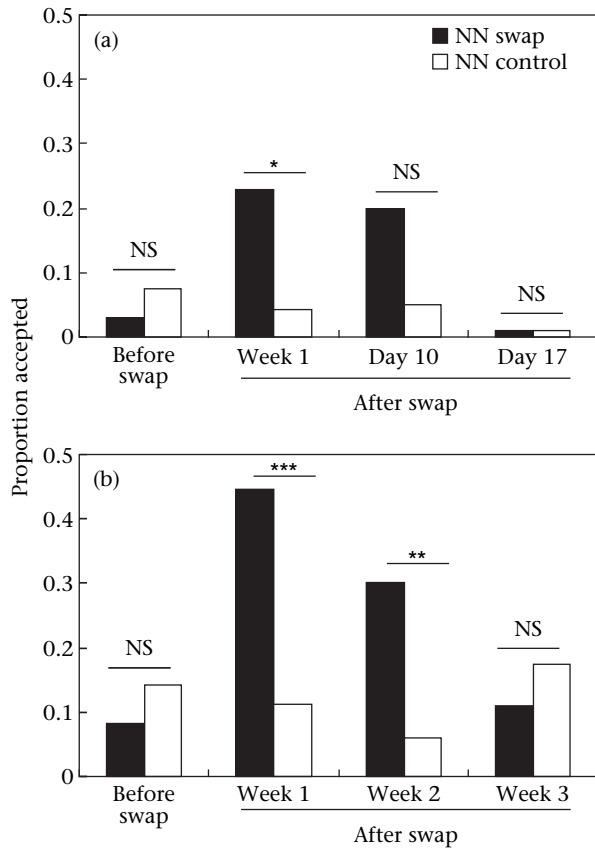 Proportion accepted
0.5
0.4
0.3
0.2
0.1
0
(a)
NN swap
NN control
NS
*
NS
NS
Before swap
Week 1
Day 10
Day 17
After swap
0.5
0.4
0.3
0.2
0.1
0
(b)
NS
***
**
NS
Before swap
Week 1
Week 2
Week 3
After swap